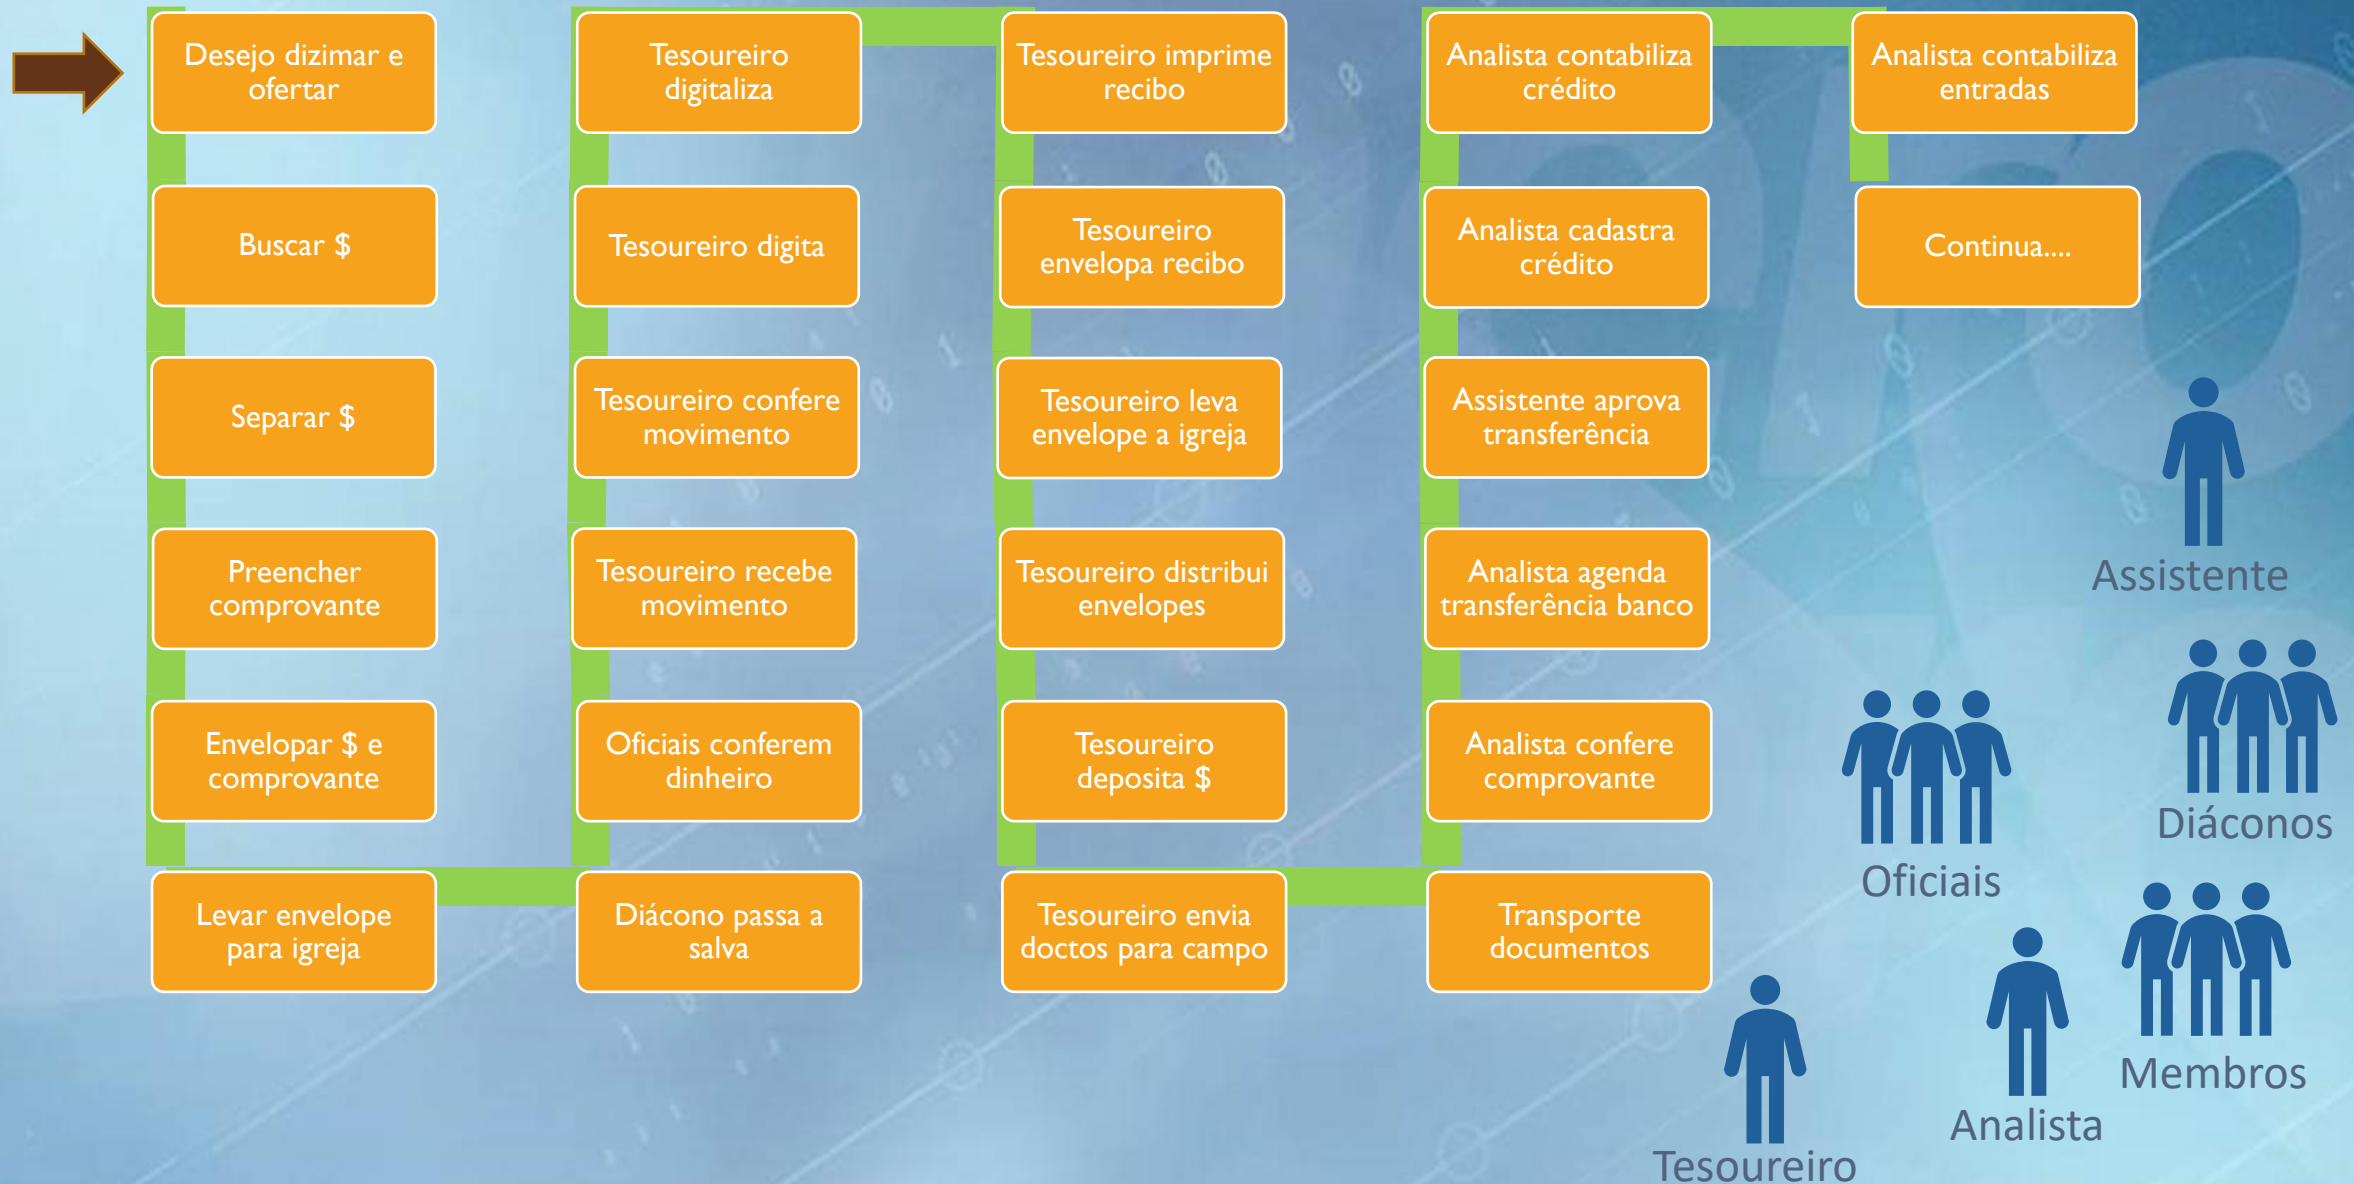 Desejo dizimar e
ofertar
Buscar $
Separar $
Preencher
comprovante
Envelopar $ e
comprovante
Levar envelope
para igreja
Diácono passa a
salva
Oficiais conferem
dinheiro
Tesoureiro recebe
movimento
Tesoureiro confere
movimento
Tesoureiro digita
Tesoureiro
digitaliza
Tesoureiro imprime
recibo
Tesoureiro
envelopa recibo
Tesoureiro leva
envelope a igreja
Tesoureiro distribui
envelopes
Tesoureiro
deposita $
Tesoureiro envia
doctos para campo
Transporte
documentos
Analista confere
comprovante
Analista agenda
transferência banco
Assistente aprova
transferência
Analista cadastra
crédito
Analista contabiliza
crédito
Analista contabiliza
entradas
Continua....
Assistente
Diáconos
Oficiais
Membros
Analista
Tesoureiro